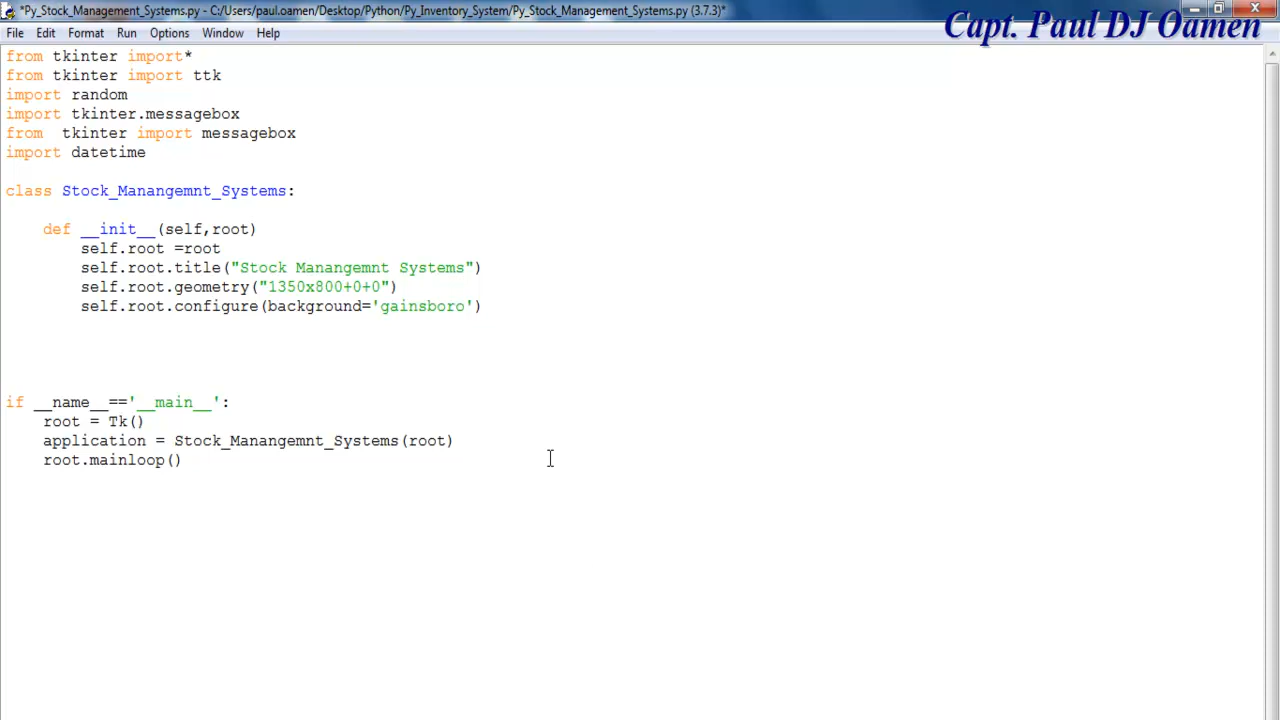 *Py_Stock_Management_Systems.py - C:/Users/paul.oamen/Desktop/Python/Py_Inventory_System/Py_Stock_Management_Systems.py (3.7.3)*
Capt. Paul DJ Oamen
File Edit Format Run Options Window Help
from tkinter import*
from tkinter import ttk
import random
import tkinter.messagebox
from  tkinter import messagebox
import datetime
class Stock_Manangemnt_Systems:
    def __init__(self,root)
        self.root =root
        self.root.title("Stock Manangemnt Systems")
        self.root.geometry("1350x800+0+0")
        self.root.configure(background='gainsboro')
if __name__=='__main__':
    root = Tk()
    application = Stock_Manangemnt_Systems(root)
    root.mainloop()